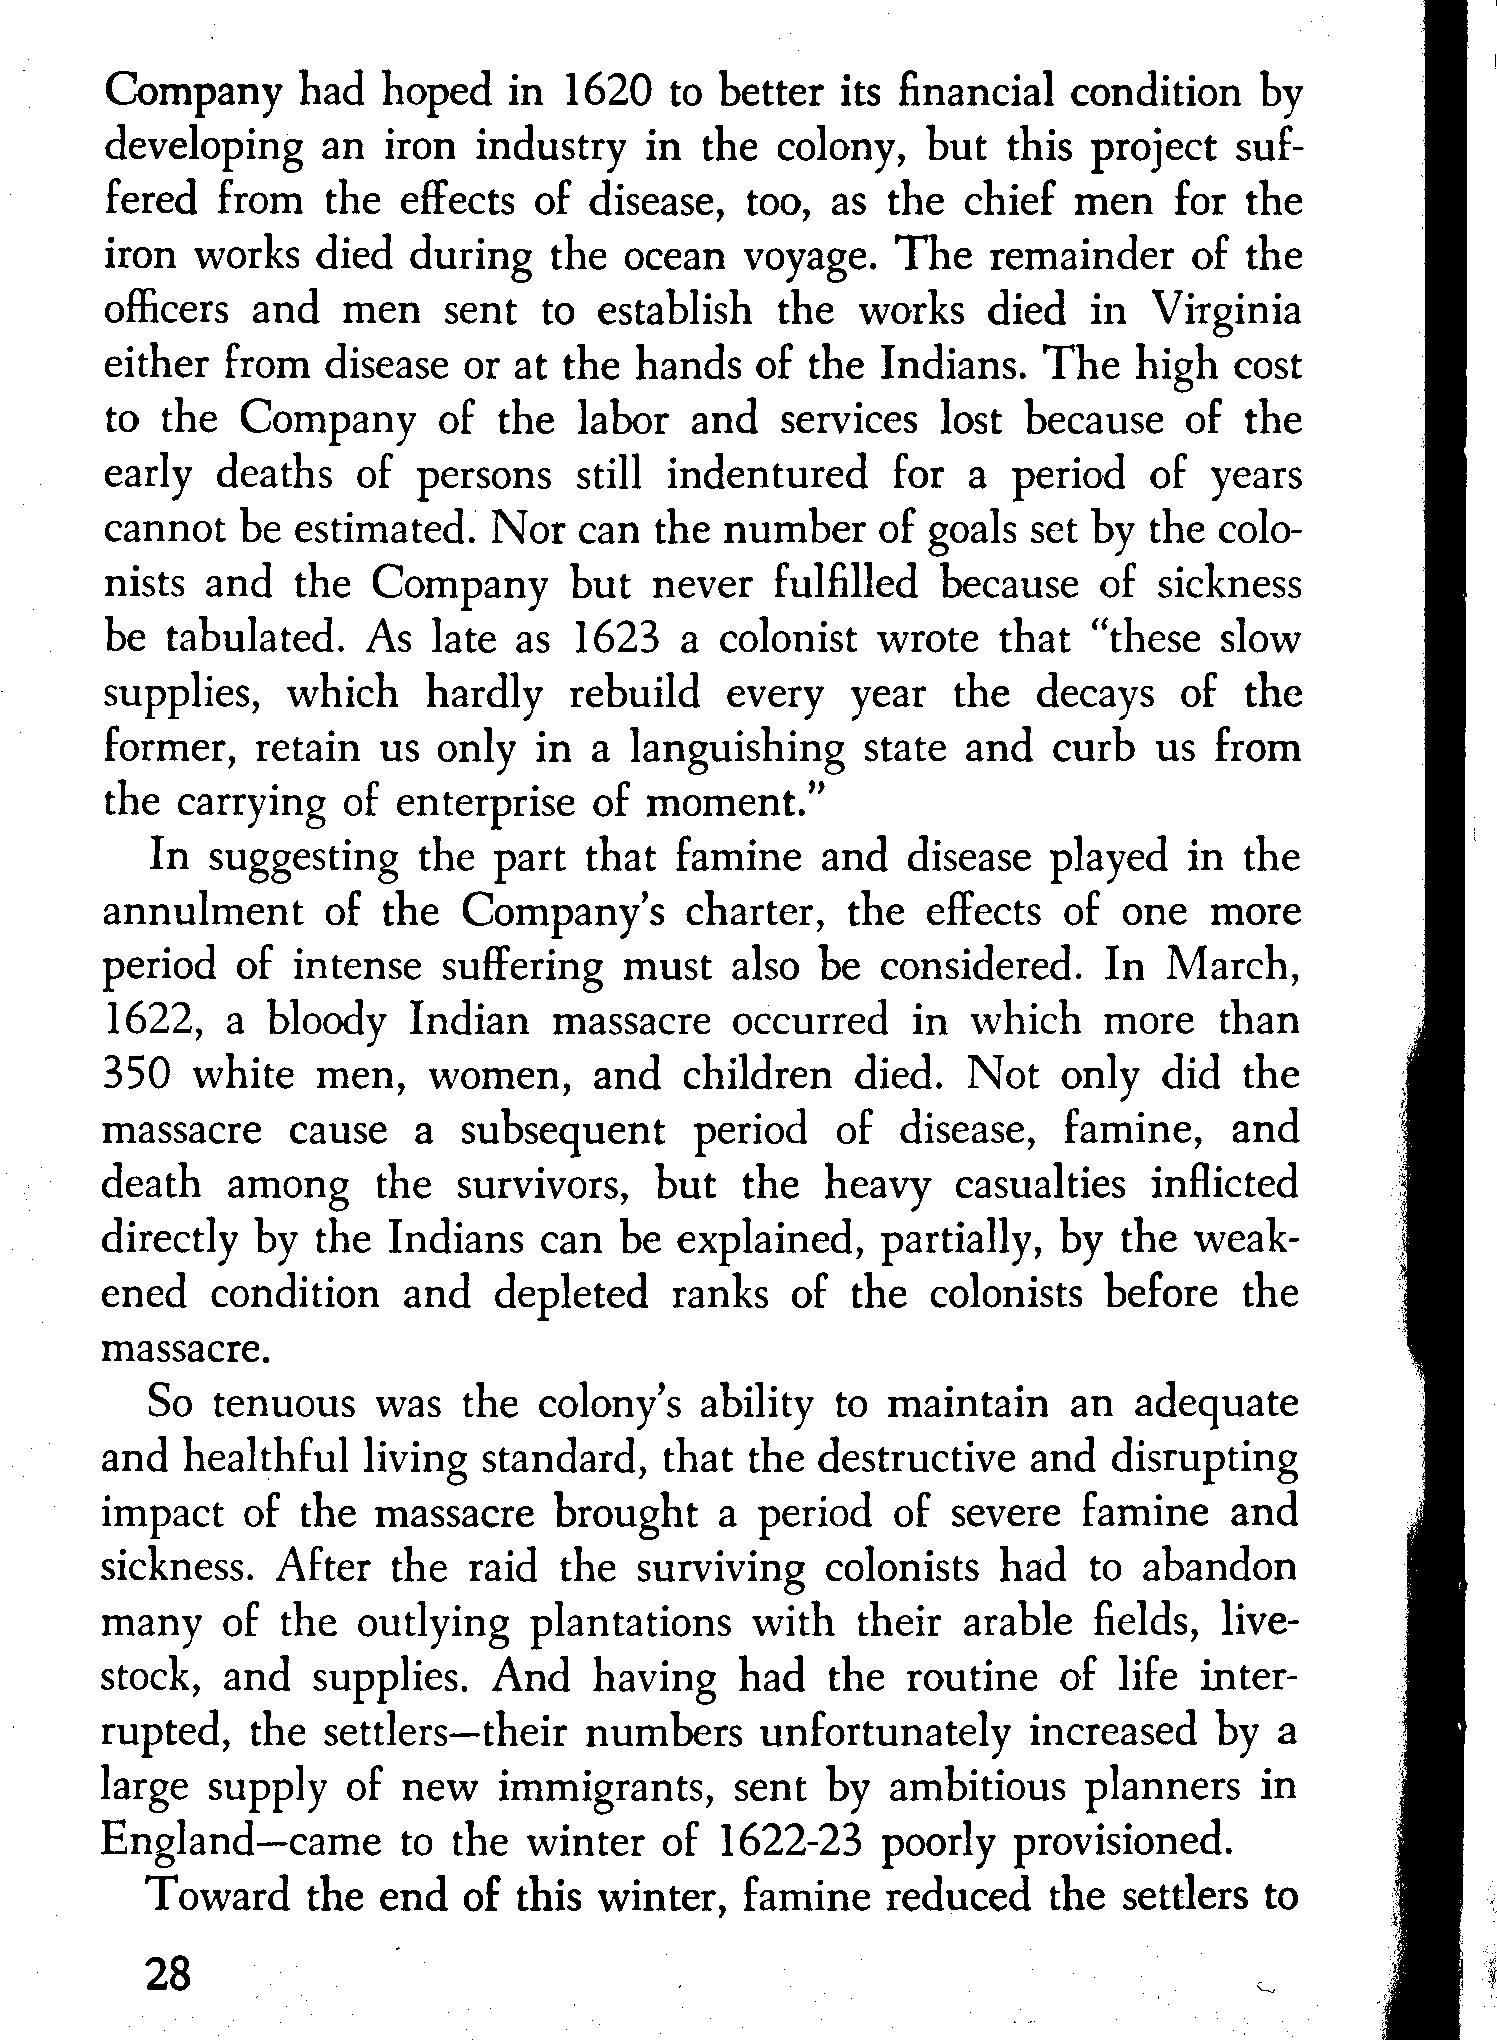 Company had hoped in 1620 to better its financial condition by
developing an iron industry in the colony, but this project suf-
fered from the effects of disease, too, as the chief men for the
iron works died during the ocean voyage. The remainder of the
officers and men sent to establish the works died in Virginia
either from disease or at the hands of the Indians. The high cost
to the Company of the labor and services lost because of the
early deaths of persons still indentured for a period of years
cannot be estimated. Nor can the number of goals set by the colo-
nists and the Company but never fulfilled because of sickness
be tabulated. As late as 1623 a colonist wrote that “these slow
supplies, which hardly rebuild every year the decays of the
former, retain us only in a languishing state and curb us from
the carrying of enterprise of moment.”
In suggesting the part that famine and disease played in the
annulment of the Company’s charter, the effects of one more
period of intense suffering must also be considered. In March,
1622, a bloody Indian massacre occurred in which more than
350 white men, women, and children died. Not only did the
massacre cause a subsequent period of disease, famine, and
death among the survivors, but the heavy casualties inflicted
directly by the Indians can be explained, partially, by the weak-
ened condition and depleted ranks of the colonists before the
massacre.
So tenuous was the colony’s ability to maintain an adequate
and healthful living standard, that the destructive and disrupting
impact of the massacre brought a period of severe famine and
sickness. After the raid the surviving colonists had to abandon
many of the outlying plantations with their arable fields, live-
stock, and supplies. And having had the routine of life inter-
rupted, the settlers—their numbers unfortunately increased by a
large supply of new immigrants, sent by ambitious planners in
England—came to the winter of 1622-23 poorly provisioned.
Toward the end of this winter, famine reduced the settlers to
28